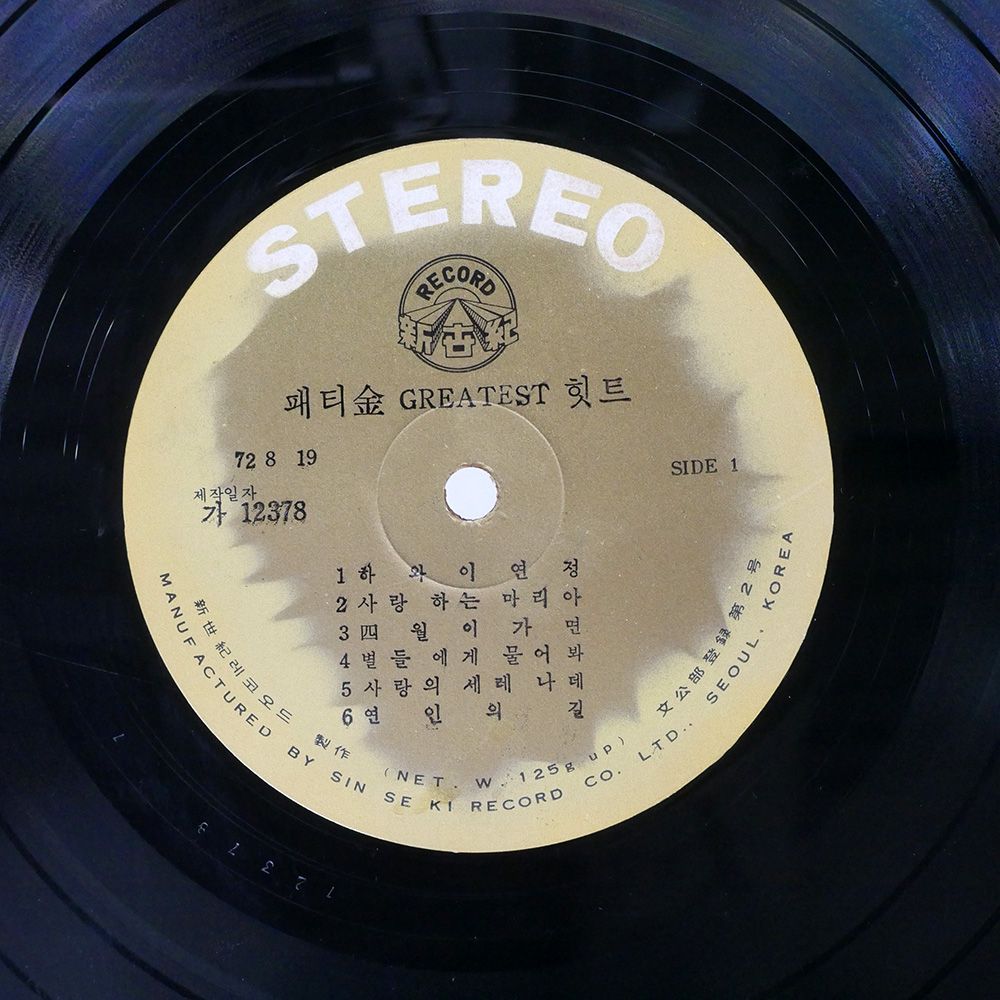 STEREO
RECORD
新世紀
패티金 GREATEST 힛트
72 8 19
SIDE 1
제작일자
가 12378
1 하와이 연정
2 사랑하는 마리아
3 四월이 가면
4 별들에게 물어봐
5 사랑의 세레나데
6 연인의 길
新世紀레코오드 製作 (NET. W. 125g up) 文公部登録 第2号
MANUFACTURED BY SIN SE KI RECORD CO. LTD., SEOUL, KOREA